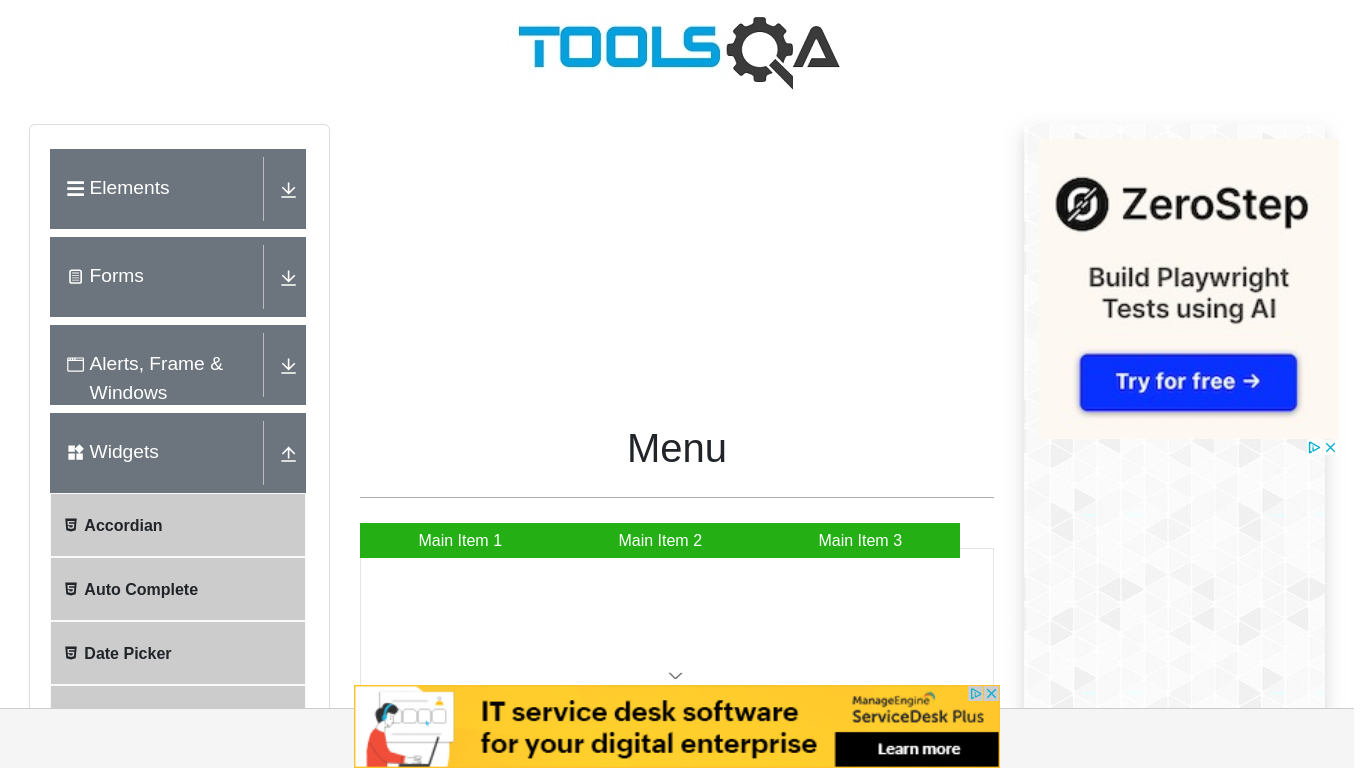 TOOLSQA
Elements
Forms
Alerts, Frame &
Windows
Widgets
Accordian
Auto Complete
Date Picker
Menu
Main Item 1 Main Item 2 Main Item 3
ZeroStep
Build Playwright
Tests using AI
Try for free →
IT service desk software
for your digital enterprise
ManageEngine
ServiceDesk Plus
Learn more